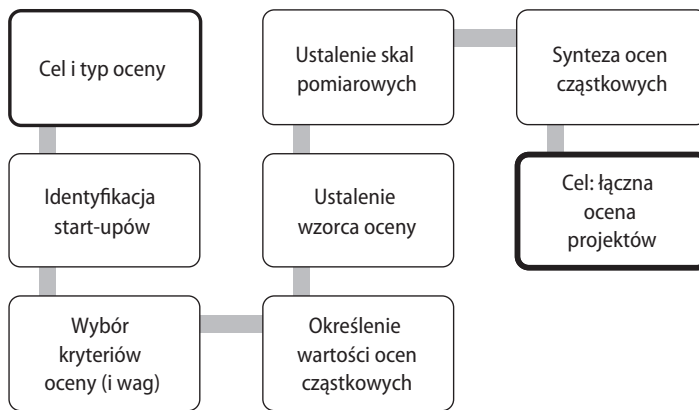 Cel i typ oceny
Identyfikacja
start-upów
Wybór
kryteriów
oceny (i wag)
Określenie
wartości ocen
cząstkowych
Ustalenie
wzorca oceny
Ustalenie skal
pomiarowych
Synteza ocen
cząstkowych
Cel: łączna
ocena
projektów